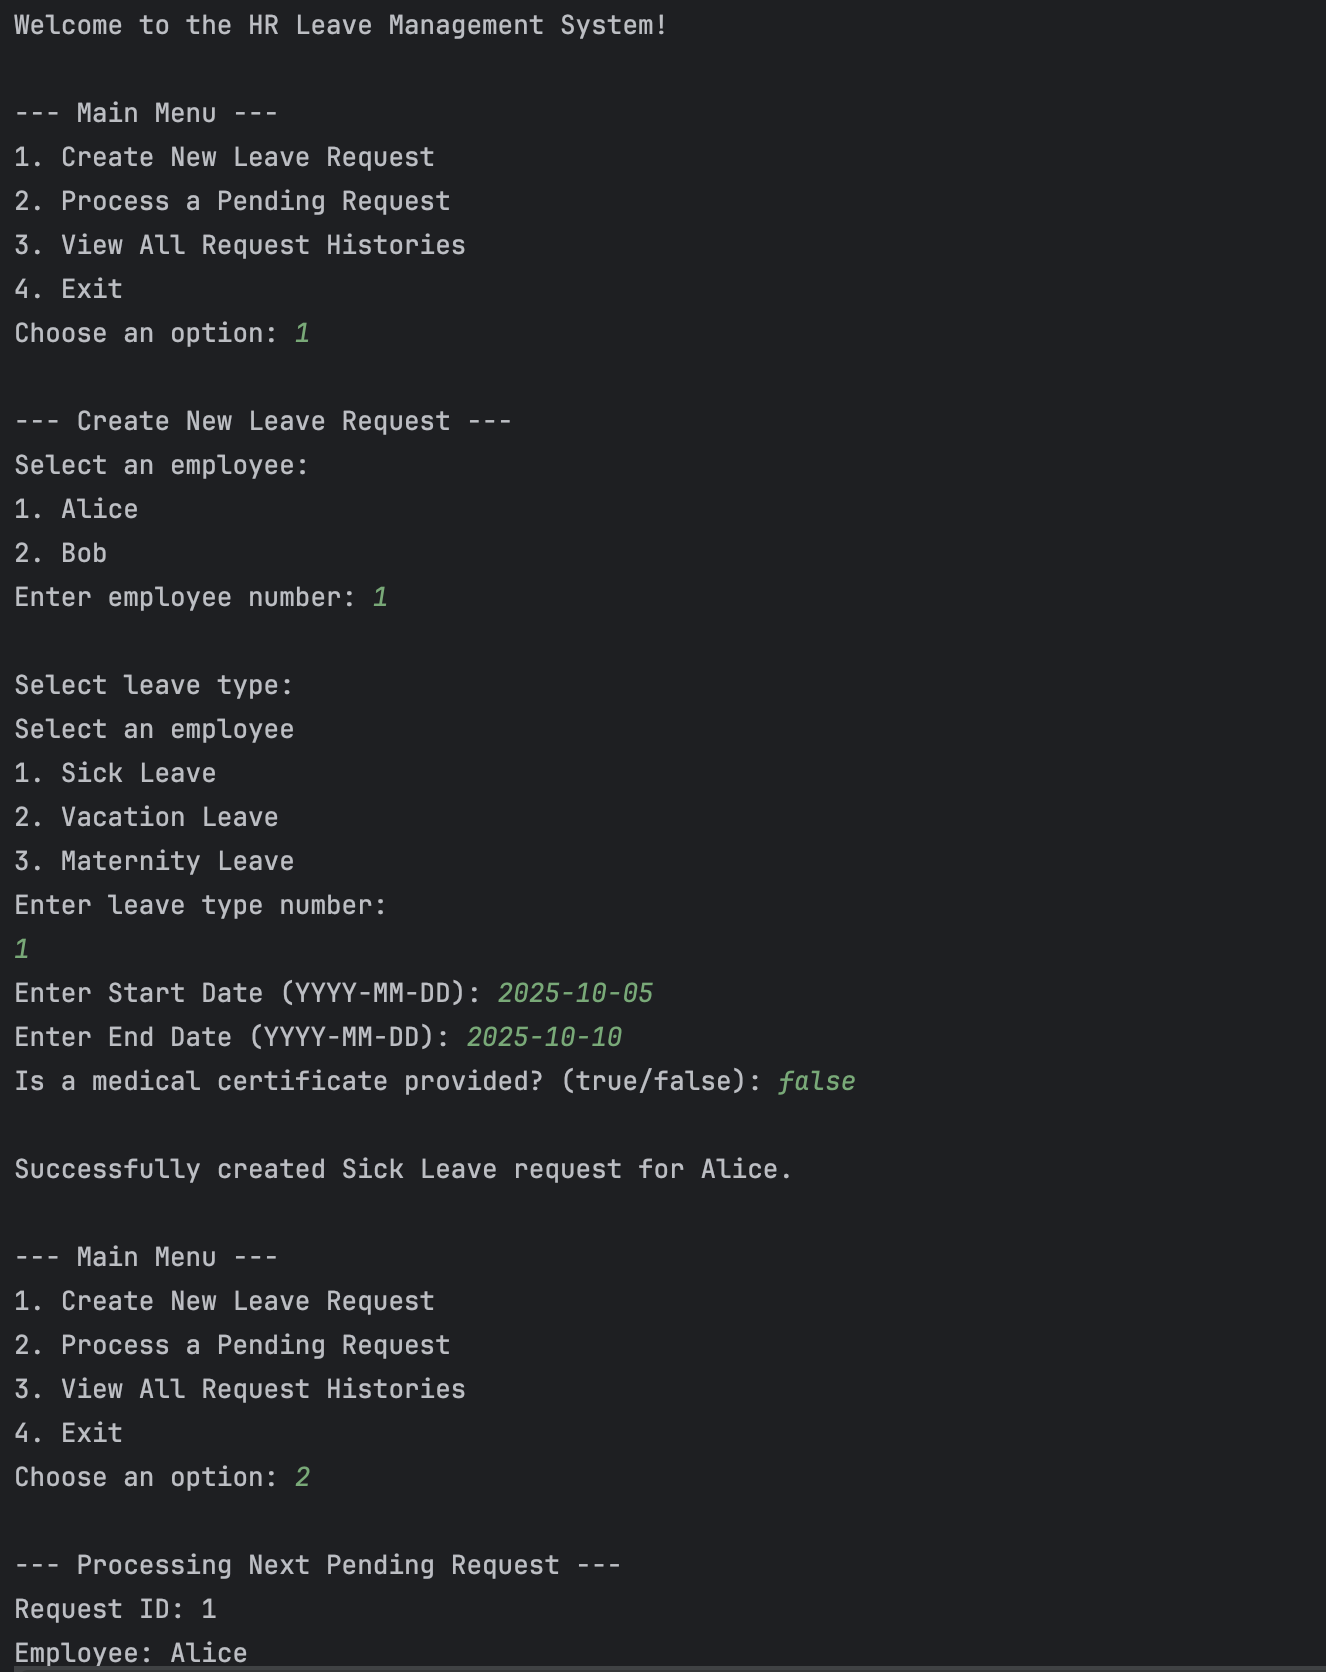 Welcome to the HR Leave Management System!
--- Main Menu ---
1. Create New Leave Request
2. Process a Pending Request
3. View All Request Histories
4. Exit
Choose an option: 1
--- Create New Leave Request ---
Select an employee:
1. Alice
2. Bob
Enter employee number: 1
Select leave type:
Select an employee
1. Sick Leave
2. Vacation Leave
3. Maternity Leave
Enter leave type number:
1
Enter Start Date (YYYY-MM-DD): 2025-10-05
Enter End Date (YYYY-MM-DD): 2025-10-10
Is a medical certificate provided? (true/false): false
Successfully created Sick Leave request for Alice.
--- Main Menu ---
1. Create New Leave Request
2. Process a Pending Request
3. View All Request Histories
4. Exit
Choose an option: 2
--- Processing Next Pending Request ---
Request ID: 1
Employee: Alice